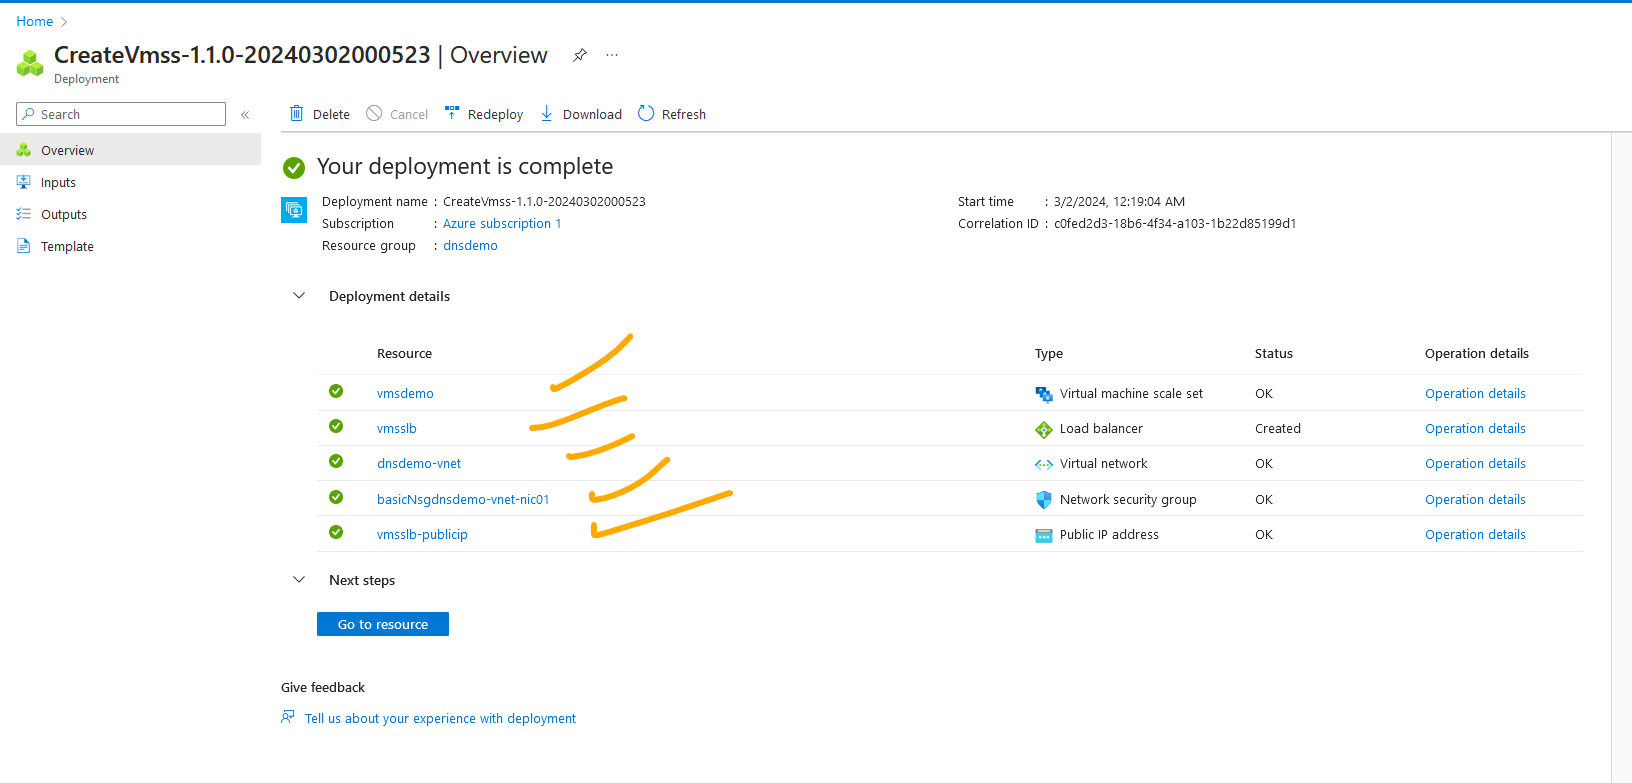 Home
CreateVmss-1.1.0-20240302000523 | Overview
Deployment
Search
Delete Cancel Redeploy Download Refresh
Overview
Inputs
Outputs
Template
Your deployment is complete
Deployment name : CreateVmss-1.1.0-20240302000523
Subscription : Azure subscription 1
Resource group : dnsdemo
Start time : 3/2/2024, 12:19:04 AM
Correlation ID : c0fed2d3-18b6-4f34-a103-1b22d85199d1
Deployment details
Resource Type Status Operation details
vmsdemo Virtual machine scale set OK Operation details
vmsslb Load balancer Created Operation details
dnsdemo-vnet Virtual network OK Operation details
basicNsgdnsdemo-vnet-nic01 Network security group OK Operation details
vmsslb-publicip Public IP address OK Operation details
Next steps
Go to resource
Give feedback
Tell us about your experience with deployment